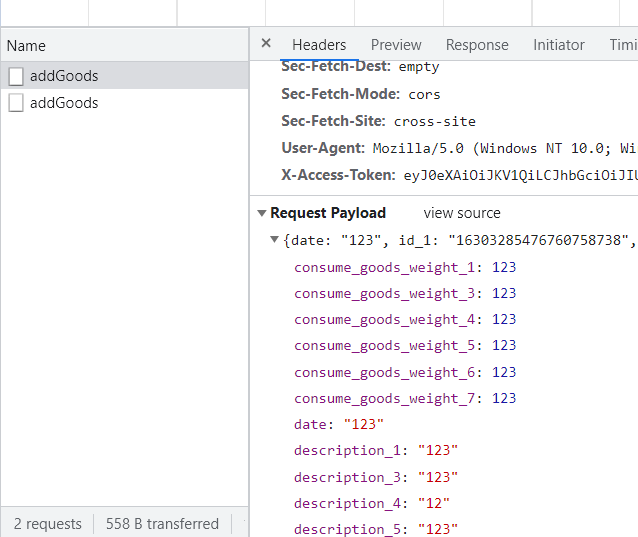 Name
addGoods
addGoods
2 requests 558 B transferred
× Headers Preview Response Initiator Timi
Sec-Fetch-Dest: empty
Sec-Fetch-Mode: cors
Sec-Fetch-Site: cross-site
User-Agent: Mozilla/5.0 (Windows NT 10.0; Wi
X-Access-Token: eyJ0eXAiOiJKV1QiLCJhbGciOiJIU
Request Payload view source
{date: "123", id_1: "16303285476760758738",
consume_goods_weight_1: 123
consume_goods_weight_3: 123
consume_goods_weight_4: 123
consume_goods_weight_5: 123
consume_goods_weight_6: 123
consume_goods_weight_7: 123
date: "123"
description_1: "123"
description_3: "123"
description_4: "12"
description_5: "123"